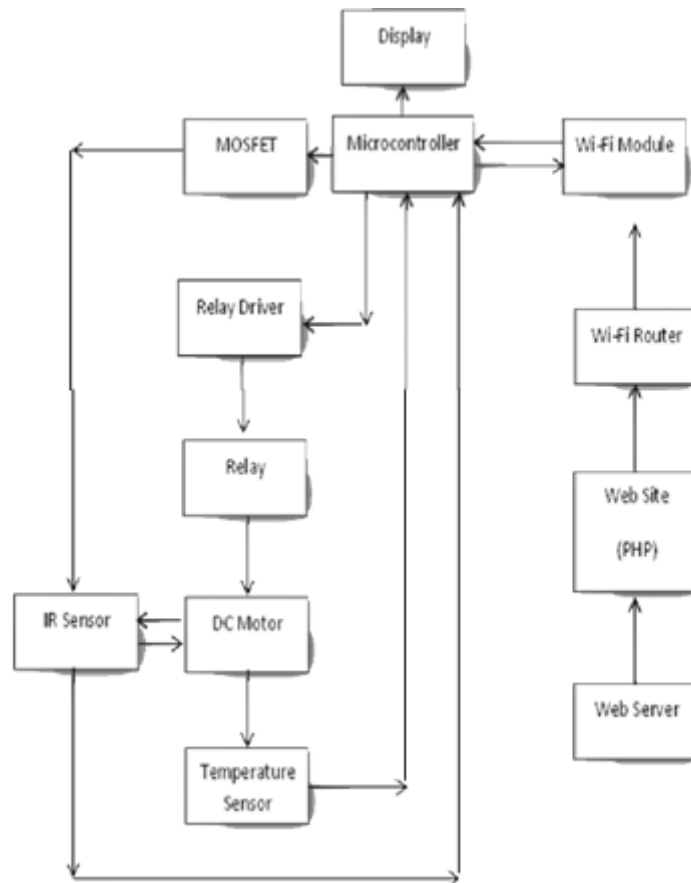 Display
MOSFET
Microcontroller
Wi-Fi Module
Relay Driver
Wi-Fi Router
Relay
Web Site
(PHP)
IR Sensor
DC Motor
Web Server
Temperature
Sensor